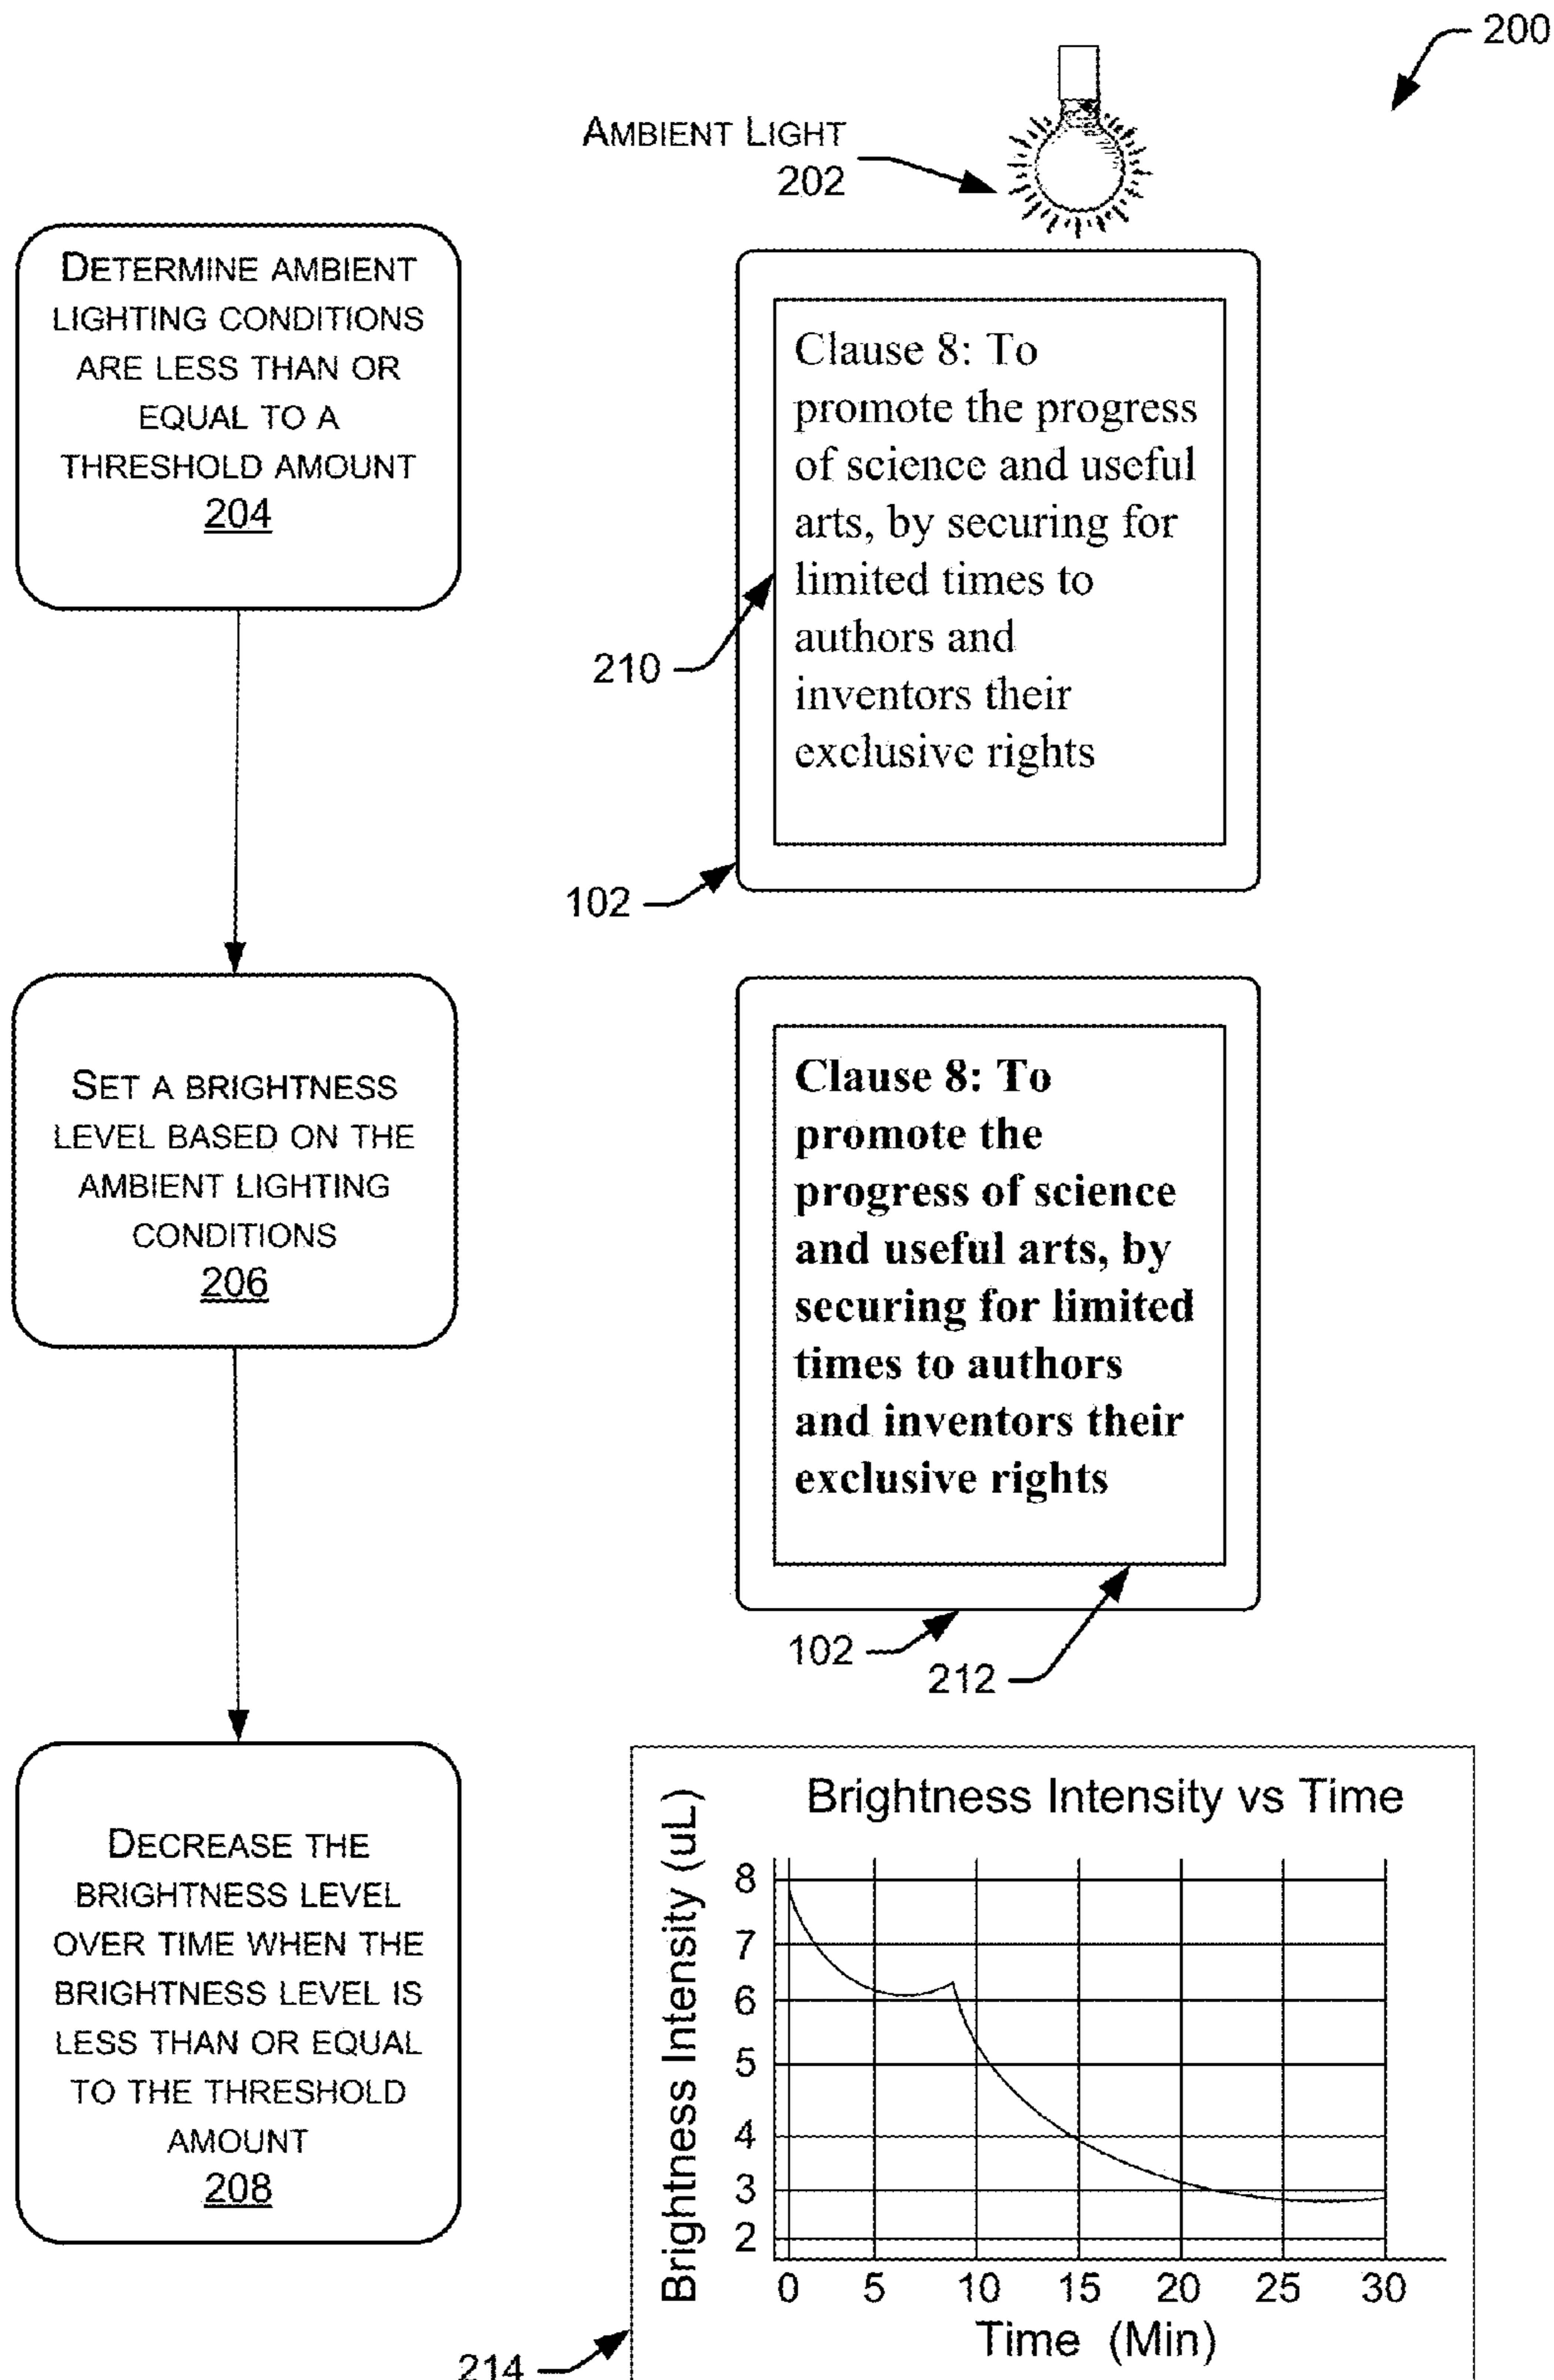 200
AMBIENT LIGHT
202
DETERMINE AMBIENT
LIGHTING CONDITIONS
ARE LESS THAN OR
EQUAL TO A
THRESHOLD AMOUNT
204
Clause 8: To
promote the progress
of science and useful
arts, by securing for
limited times to
authors and
inventors their
exclusive rights
210
102
SET A BRIGHTNESS
LEVEL BASED ON THE
AMBIENT LIGHTING
CONDITIONS
206
Clause 8: To
promote the
progress of science
and useful arts, by
securing for limited
times to authors
and inventors their
exclusive rights
102
212
DECREASE THE
BRIGHTNESS LEVEL
OVER TIME WHEN THE
BRIGHTNESS LEVEL IS
LESS THAN OR EQUAL
TO THE THRESHOLD
AMOUNT
208
Brightness Intensity vs Time
Brightness Intensity (uL)
8
7
6
5
4
3
2
0 5 10 15 20 25 30
Time (Min)
214